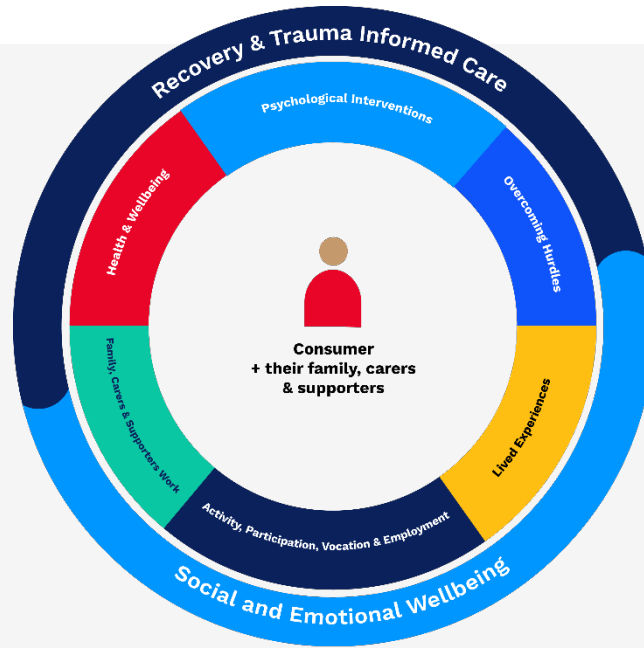 Recovery & Trauma Informed Care
Psychological Interventions
Health & Wellbeing
Overcoming Hurdles
Consumer
+ their family, carers
& supporters
Family, Carers & Supporters Work
Lived Experiences
Activity, Participation, Vocation & Employment
Social and Emotional Wellbeing